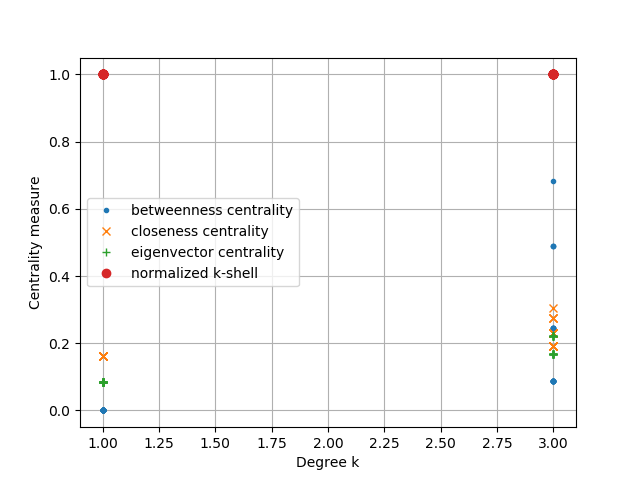 1.0
0.8
0.6
0.4
0.2
0.0
Centrality measure
betweenness centrality
closeness centrality
eigenvector centrality
normalized k-shell
1.00 1.25 1.50 1.75 2.00 2.25 2.50 2.75 3.00
Degree k